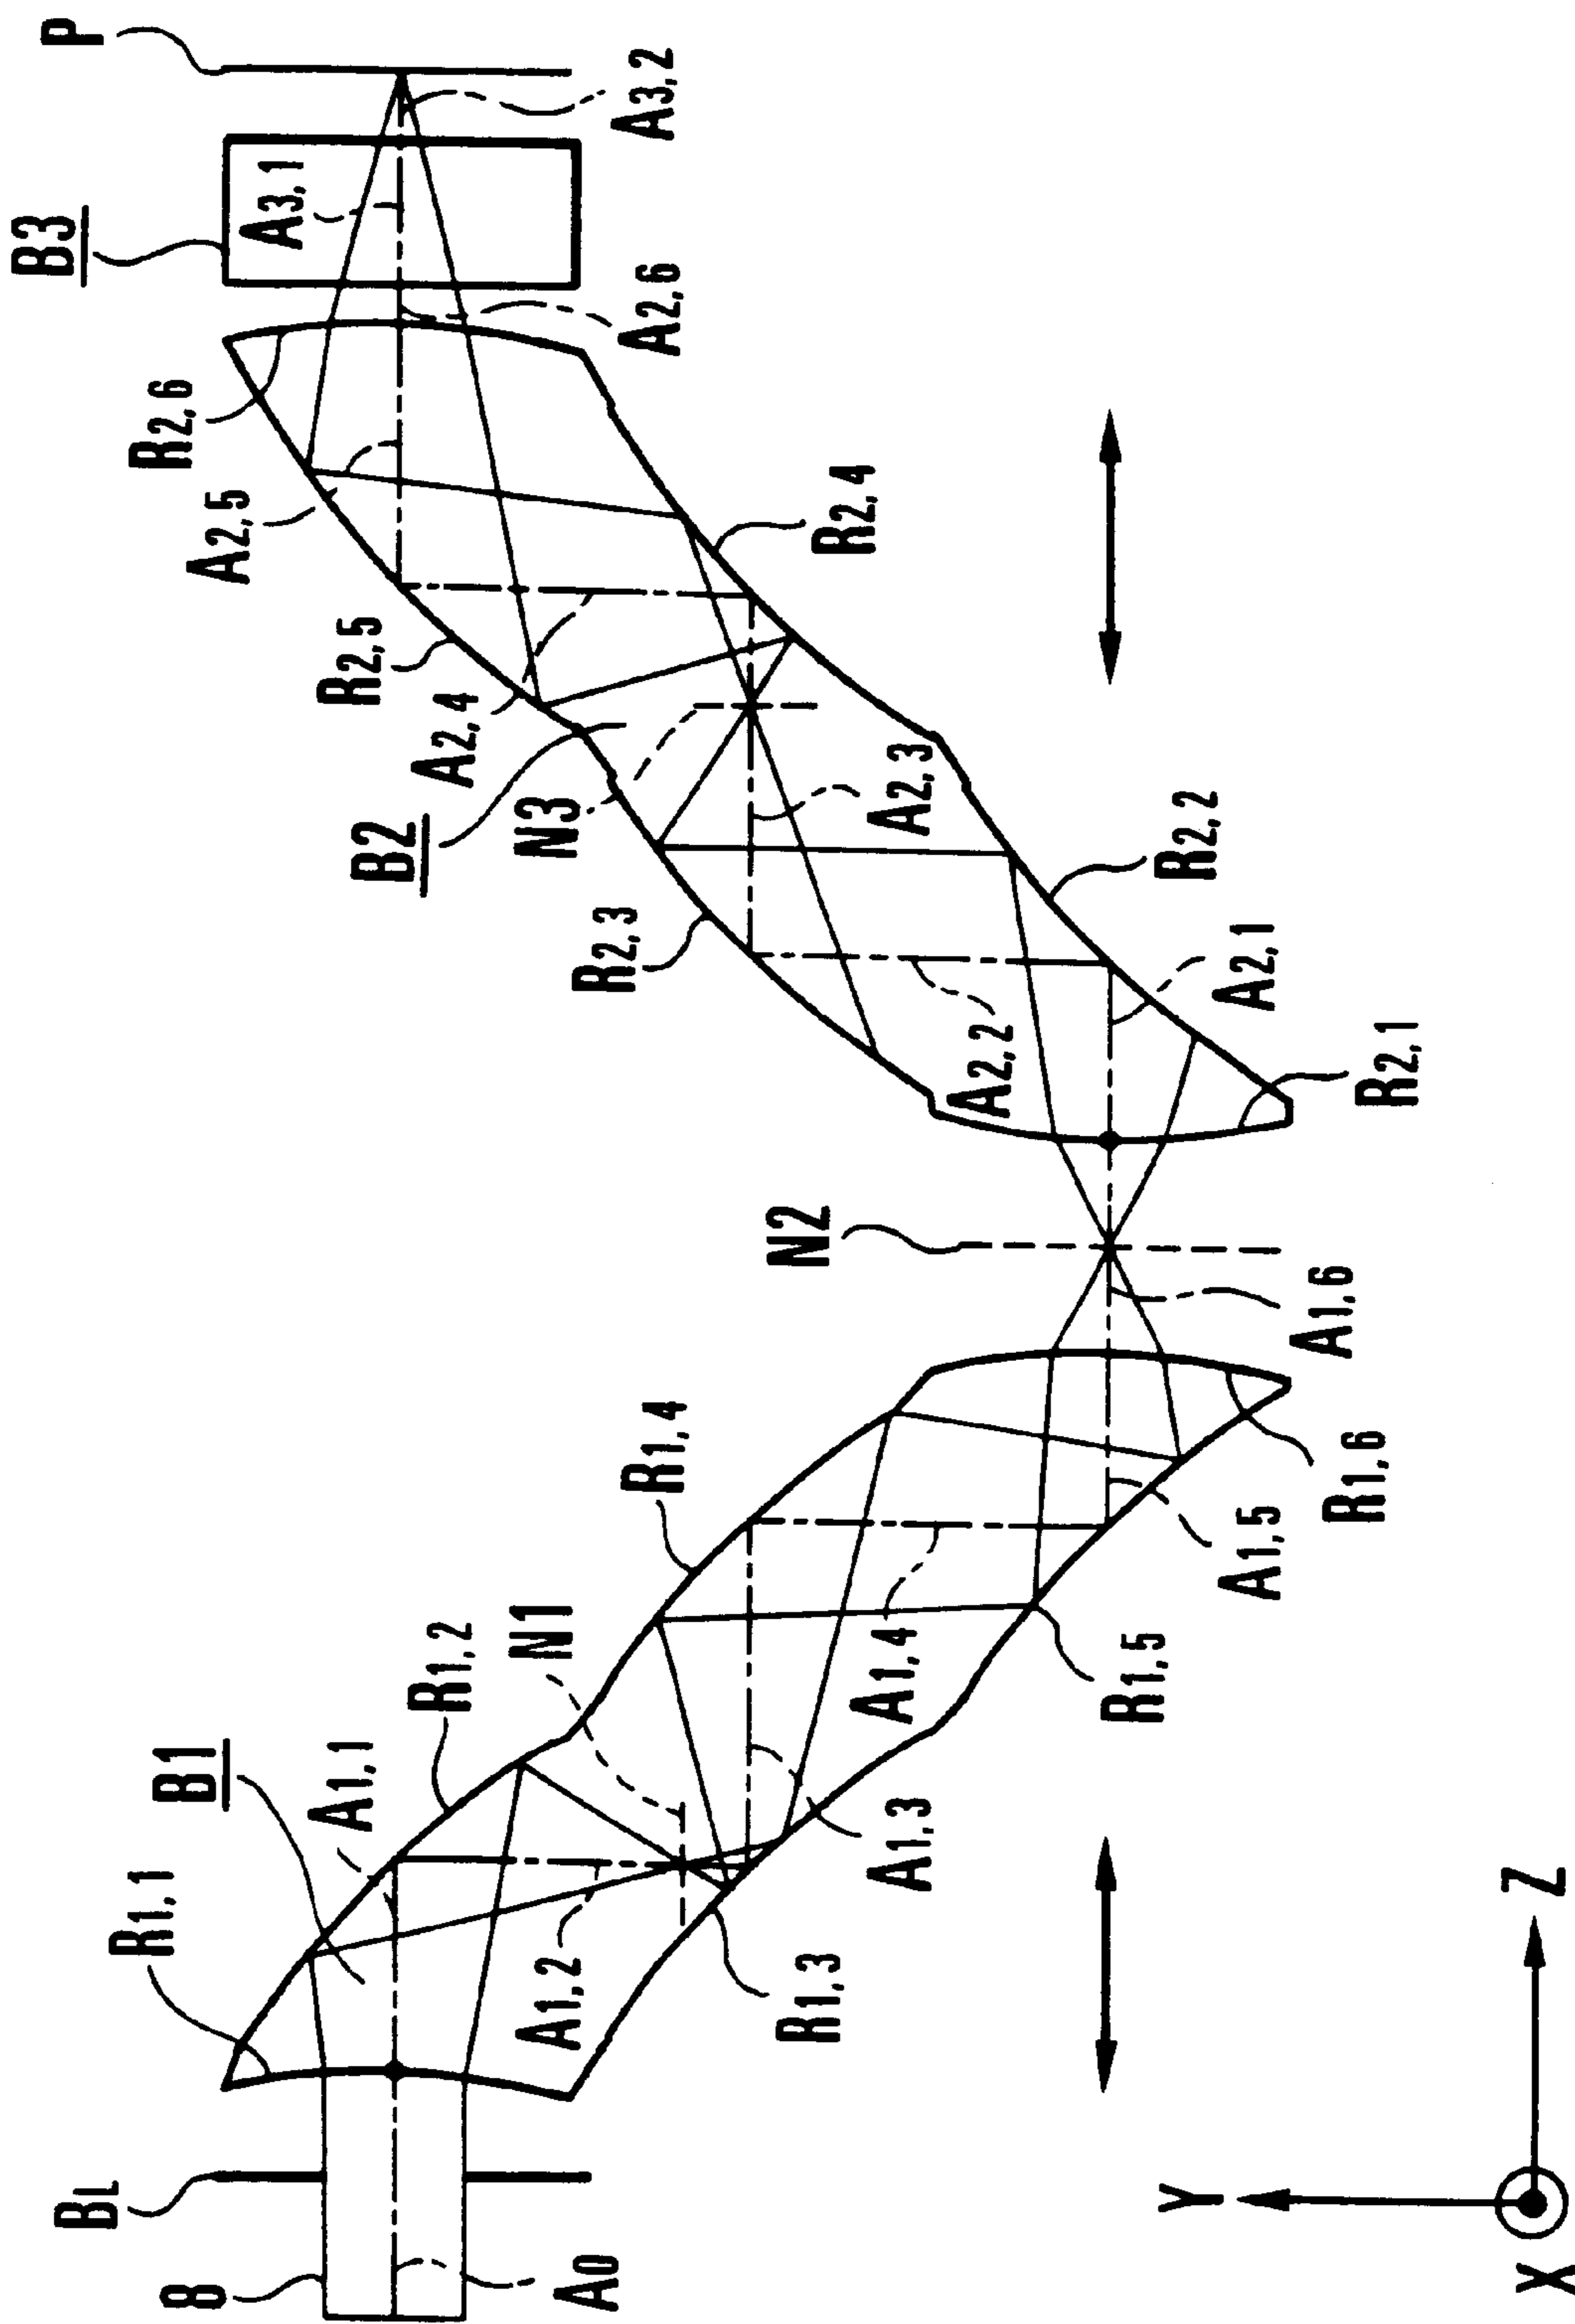 P
B3
A3,1
A3,2
R2,6
A2,6
A2,5
R2,5
R2,4
A2,4
B2
N3
A2,3
R2,3
R2,2
A2,2
A2,1
R2,1
N2
A1,6
R1,4
R1,6
A1,5
N1
R1,2
A1,4
R1,5
B1
A1,1
A1,3
R1,1
A1,2
R1,3
BL
8
A0
Y
Z
X